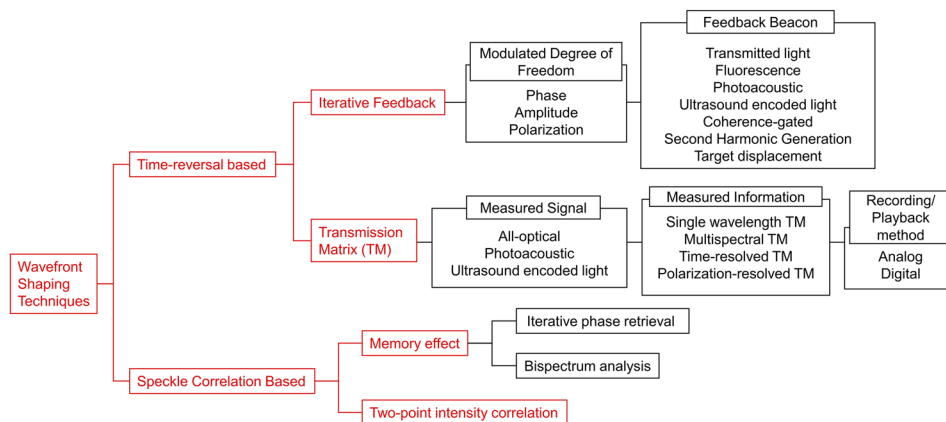 Feedback Beacon
Modulated Degree of
Freedom
Transmitted light
Fluorescence
Photoacoustic
Ultrasound encoded light
Coherence-gated
Second Harmonic Generation
Target displacement
Iterative Feedback
Phase
Amplitude
Polarization
Time-reversal based
Measured Signal
Measured Information
Recording/
Playback
method
Transmission
Matrix (TM)
All-optical
Photoacoustic
Ultrasound encoded light
Single wavelength TM
Multispectral TM
Time-resolved TM
Polarization-resolved TM
Analog
Digital
Wavefront
Shaping
Techniques
Iterative phase retrieval
Memory effect
Bispectrum analysis
Speckle Correlation Based
Two-point intensity correlation